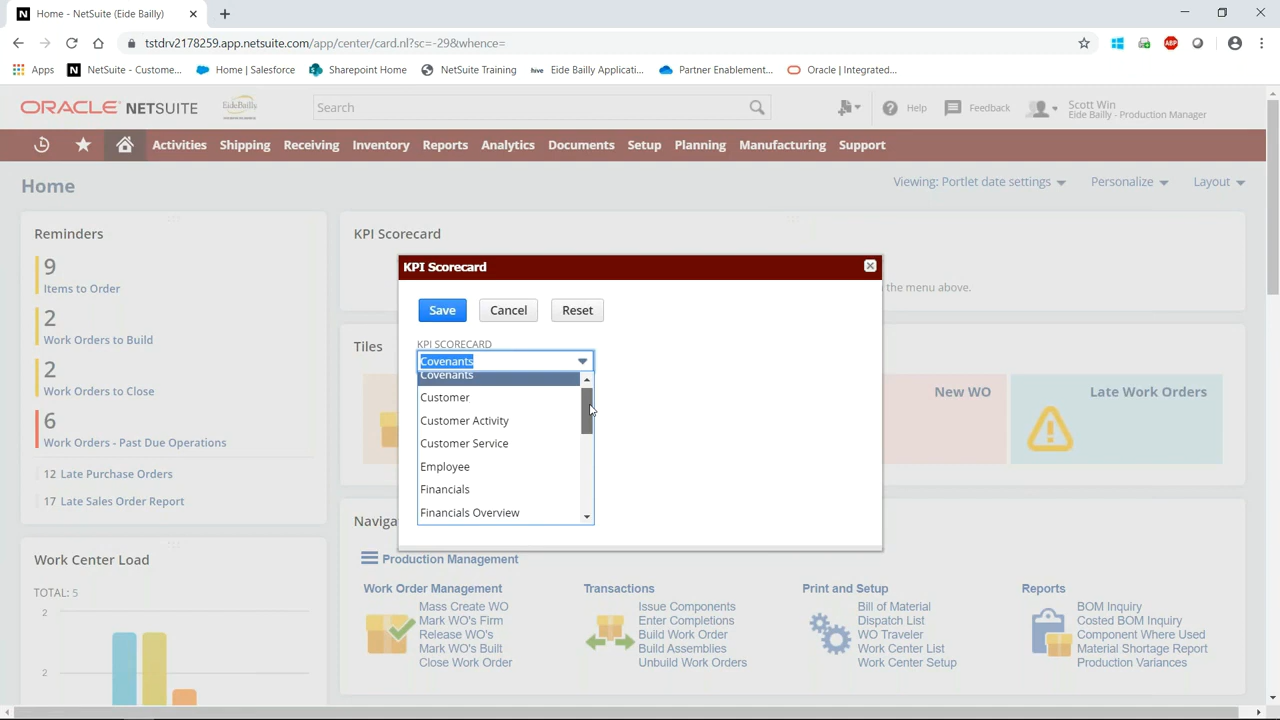 Home - NetSuite (Eide Bailly)
tstdrv2178259.app.netsuite.com/app/center/card.nl?sc=-29&whence=
Apps
NetSuite - Custome...
Home | Salesforce
Sharepoint Home
NetSuite Training
hive
Eide Bailly Applicati...
Partner Enablement...
Oracle | Integrated...
ORACLE NETSUITE
EideBailly
Search
Help
Feedback
Scott Win
Eide Bailly - Production Manager
Activities
Shipping
Receiving
Inventory
Reports
Analytics
Documents
Setup
Planning
Manufacturing
Support
Home
Viewing: Portlet date settings
Personalize
Layout
Reminders
9
Items to Order
2
Work Orders to Build
2
Work Orders to Close
6
Work Orders - Past Due Operations
12 Late Purchase Orders
17 Late Sales Order Report
KPI Scorecard
the menu above.
KPI Scorecard
Save
Cancel
Reset
KPI SCORECARD
Covenants
Covenants
Customer
Customer Activity
Customer Service
Employee
Financials
Financials Overview
Tiles
New WO
Late Work Orders
Work Center Load
TOTAL: 5
2
2
Naviga
Production Management
Work Order Management
Mass Create WO
Mark WO's Firm
Release WO's
Mark WO's Built
Close Work Order
Transactions
Issue Components
Enter Completions
Build Work Order
Build Assemblies
Unbuild Work Orders
Print and Setup
Bill of Material
Dispatch List
WO Traveler
Work Center List
Work Center Setup
Reports
BOM Inquiry
Costed BOM Inquiry
Component Where Used
Material Shortage Report
Production Variances